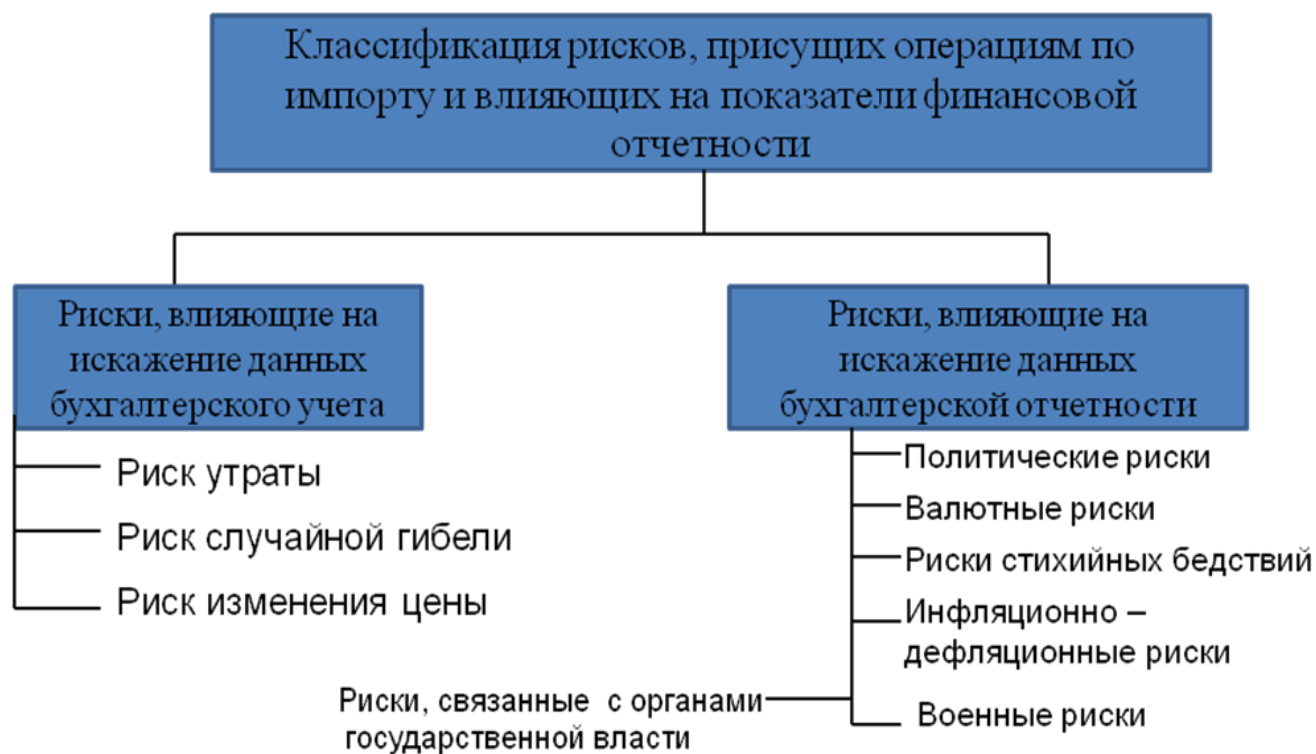 Классификация рисков, присущих операциям по
импорту и влияющих на показатели финансовой
отчетности
Риски, влияющие на
искажение данных
бухгалтерского учета
Риск утраты
Риск случайной гибели
Риск изменения цены
Риски, влияющие на
искажение данных
бухгалтерской отчетности
Политические риски
Валютные риски
Риски стихийных бедствий
Инфляционно –
дефляционные риски
Военные риски
Риски, связанные с органами
государственной власти